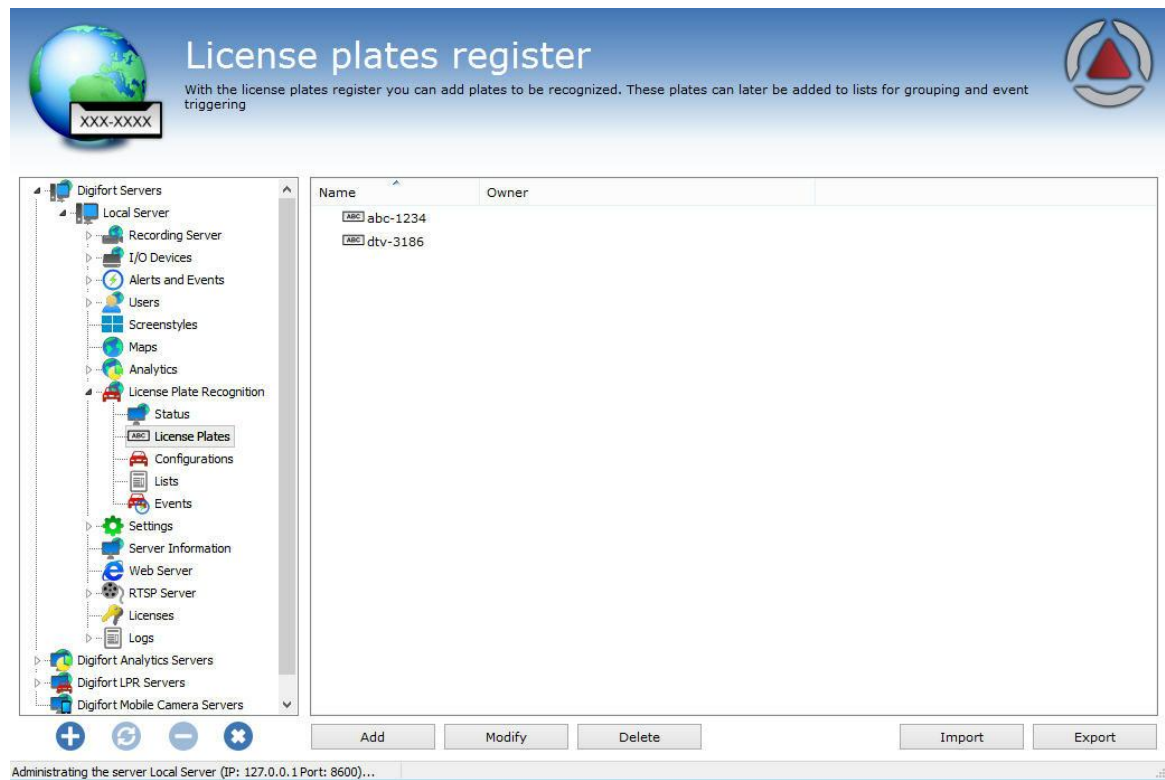 License plates register
With the license plates register you can add plates to be recognized. These plates can later be added to lists for grouping and event
triggering
XXX-XXXX
Digifort Servers
Local Server
Recording Server
I/O Devices
Alerts and Events
Users
Screenstyles
Maps
Analytics
License Plate Recognition
Status
ABC License Plates
Configurations
Lists
Events
Settings
Server Information
Web Server
RTSP Server
Licenses
Logs
Digifort Analytics Servers
Digifort LPR Servers
Digifort Mobile Camera Servers
Name Owner
ABC abc-1234
ABC dtv-3186
Add Modify Delete Import Export
Administrating the server Local Server (IP: 127.0.0.1 Port: 8600)...